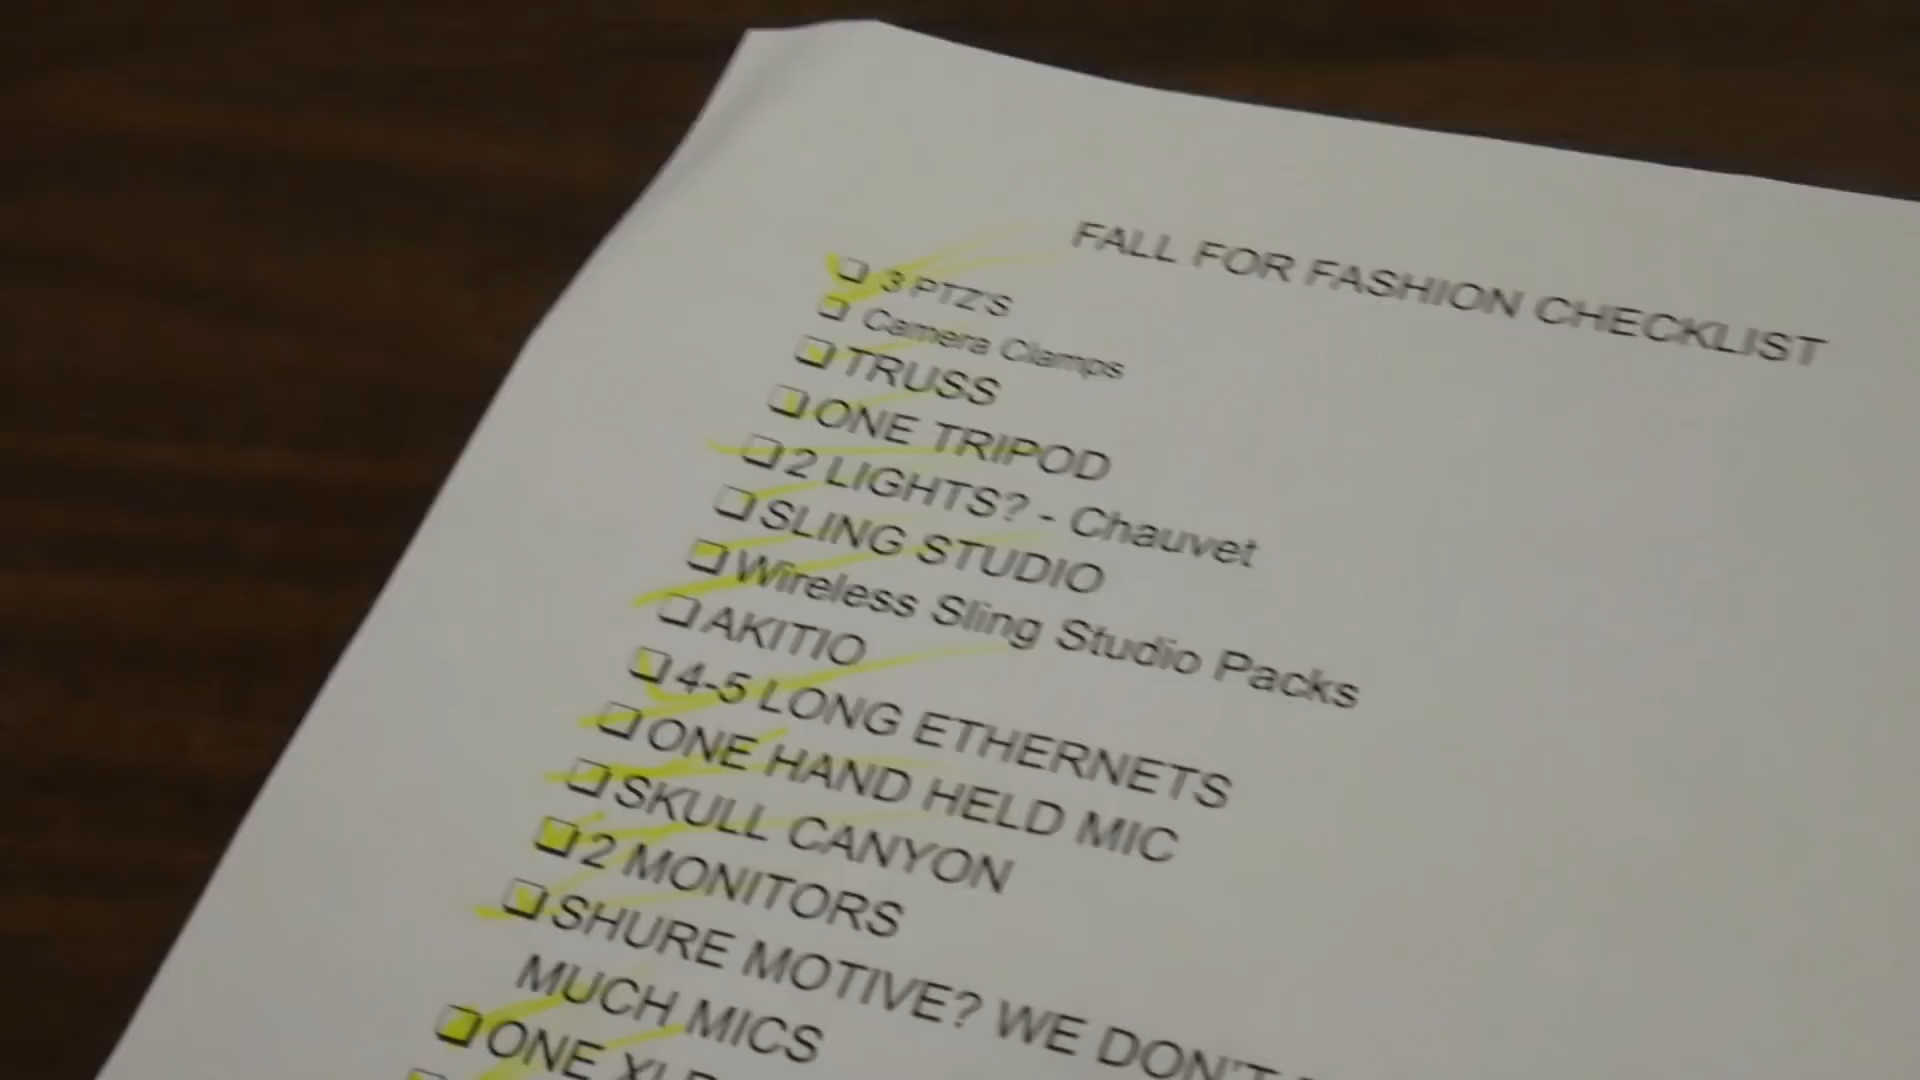 FALL FOR FASHION CHECKLIST
3 PTZ'S
Camera Clamps
TRUSS
ONE TRIPOD
2 LIGHTS? - Chauvet
SLING STUDIO
Wireless Sling Studio Packs
AKITIO
4-5 LONG ETHERNETS
ONE HAND HELD MIC
SKULL CANYON
2 MONITORS
SHURE MOTIVE? WE DON'T
MUCH MICS
ONE